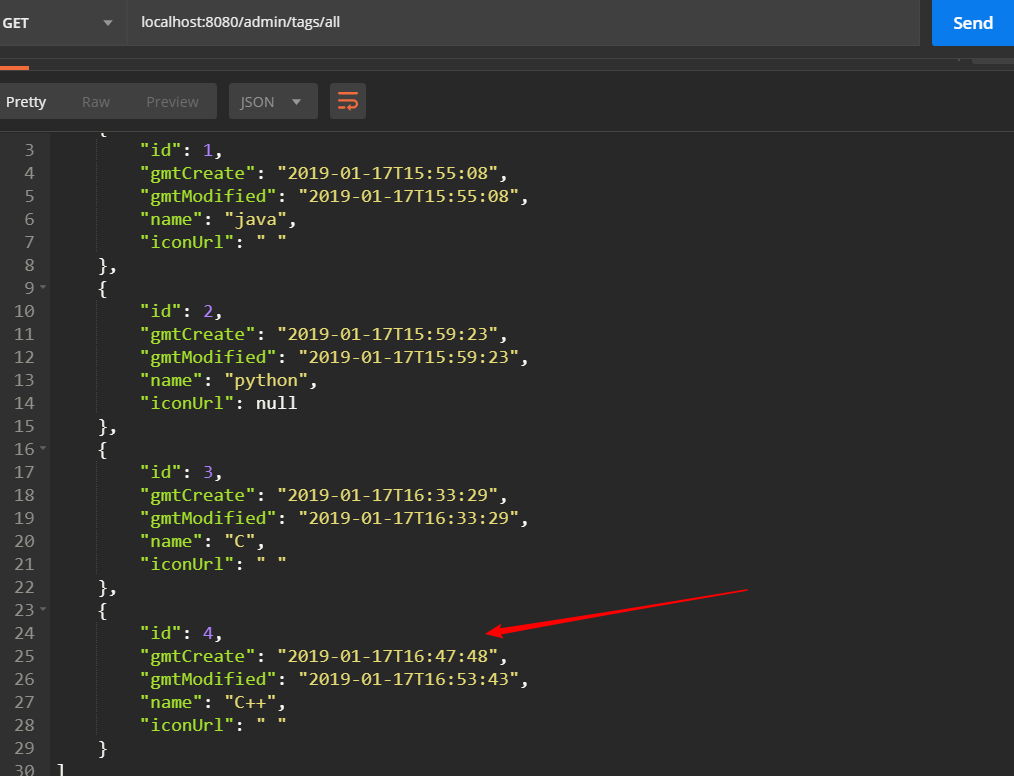 GET
localhost:8080/admin/tags/all
Send
Pretty Raw Preview JSON
{
3 "id": 1,
4 "gmtCreate": "2019-01-17T15:55:08",
5 "gmtModified": "2019-01-17T15:55:08",
6 "name": "java",
7 "iconUrl": " "
8 },
9 {
10 "id": 2,
11 "gmtCreate": "2019-01-17T15:59:23",
12 "gmtModified": "2019-01-17T15:59:23",
13 "name": "python",
14 "iconUrl": null
15 },
16 {
17 "id": 3,
18 "gmtCreate": "2019-01-17T16:33:29",
19 "gmtModified": "2019-01-17T16:33:29",
20 "name": "C",
21 "iconUrl": " "
22 },
23 {
24 "id": 4,
25 "gmtCreate": "2019-01-17T16:47:48",
26 "gmtModified": "2019-01-17T16:53:43",
27 "name": "C++",
28 "iconUrl": " "
29 }
30 ]